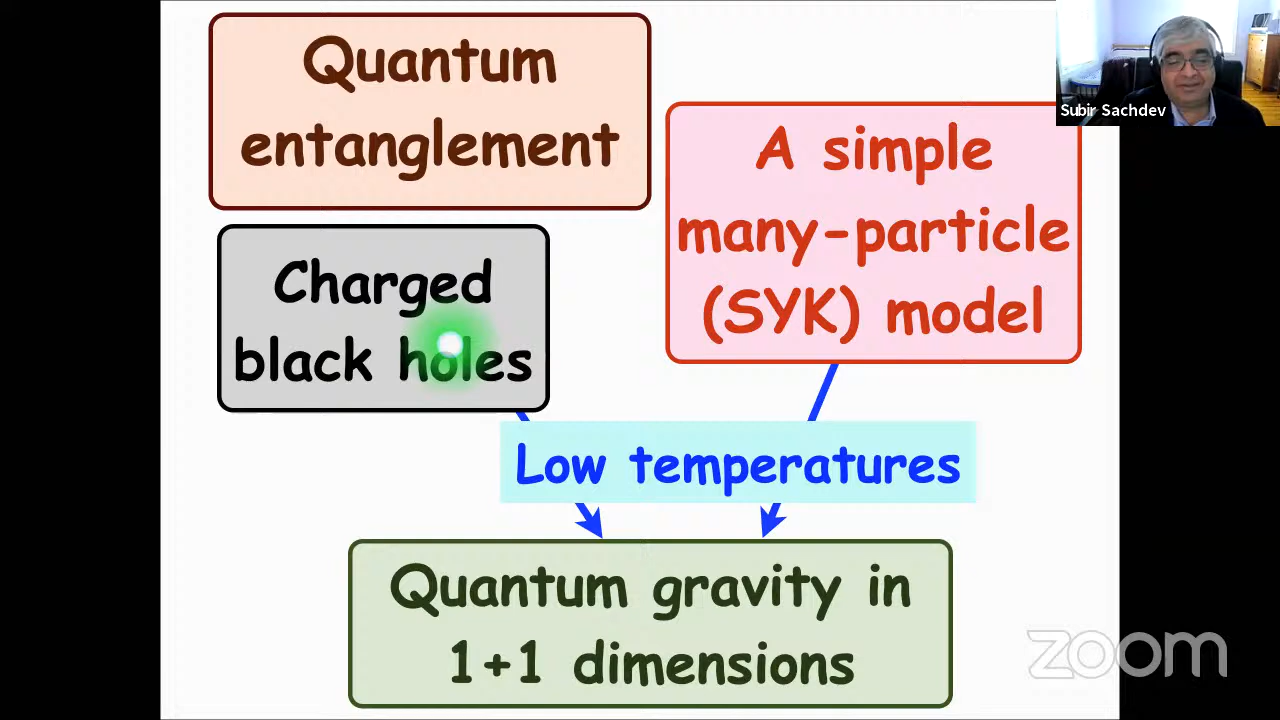 Quantum
entanglement
Subir Sachdev
A simple
many-particle
(SYK) model
Charged
black holes
Low temperatures
Quantum gravity in
1+1 dimensions
zoom